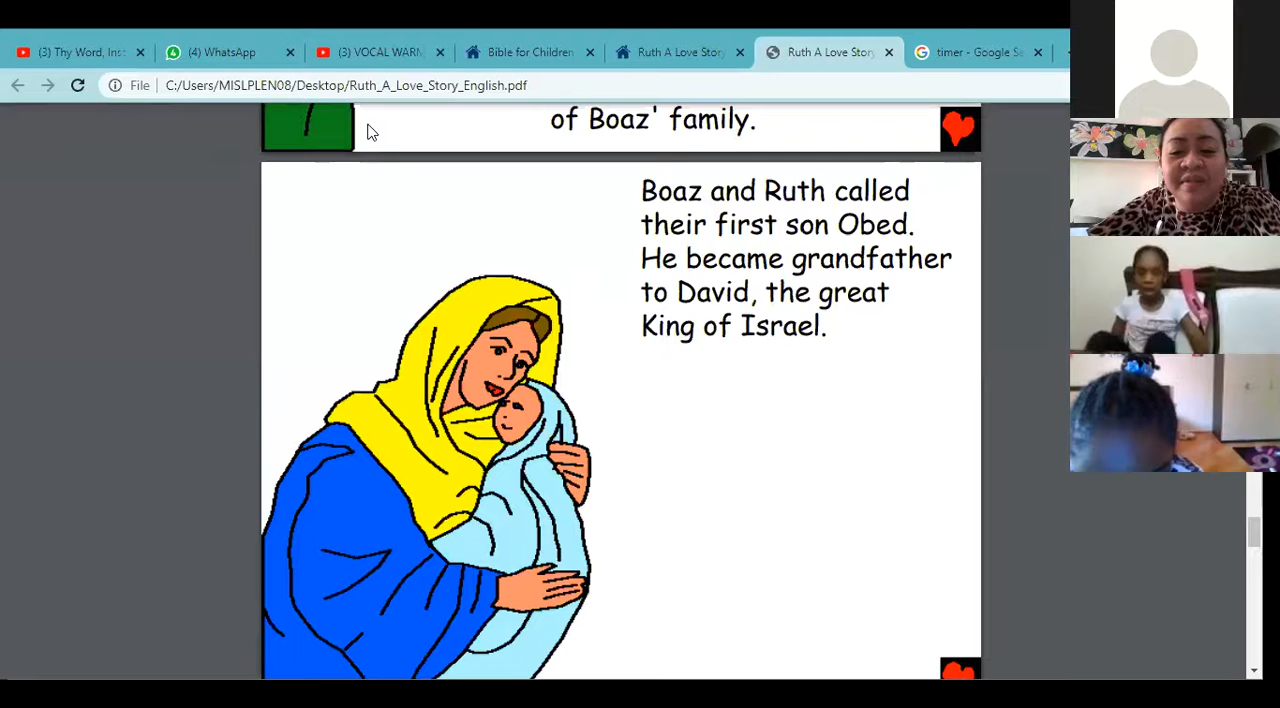 (3) Thy Word, Ins
(4) WhatsApp
(3) VOCAL WARM
Bible for Children
Ruth A Love Story
Ruth A Love Story
timer - Google Se
File
C:/Users/MISLPLEN08/Desktop/Ruth_A_Love_Story_English.pdf
of Boaz' family.
Boaz and Ruth called
their first son Obed.
He became grandfather
to David, the great
King of Israel.